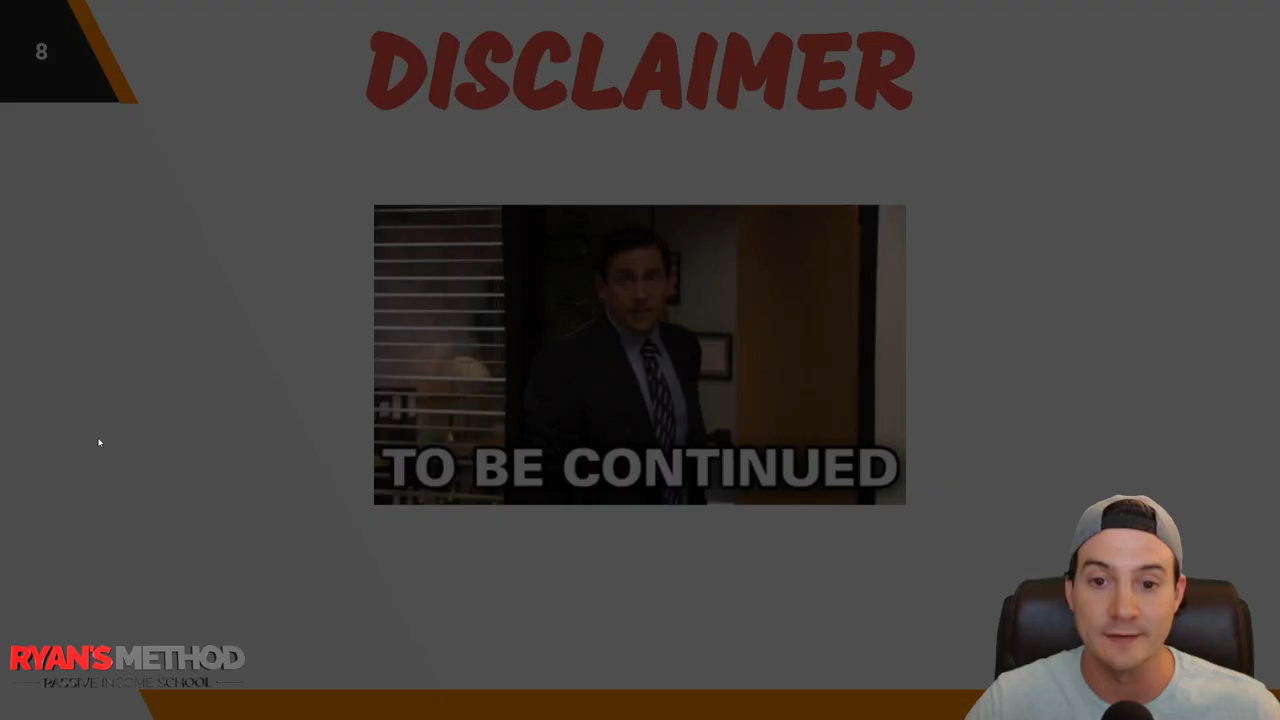 8
DISCLAIMER
TO BE CONTINUED
RYAN'S METHOD
PASSIVE INCOME SCHOOL